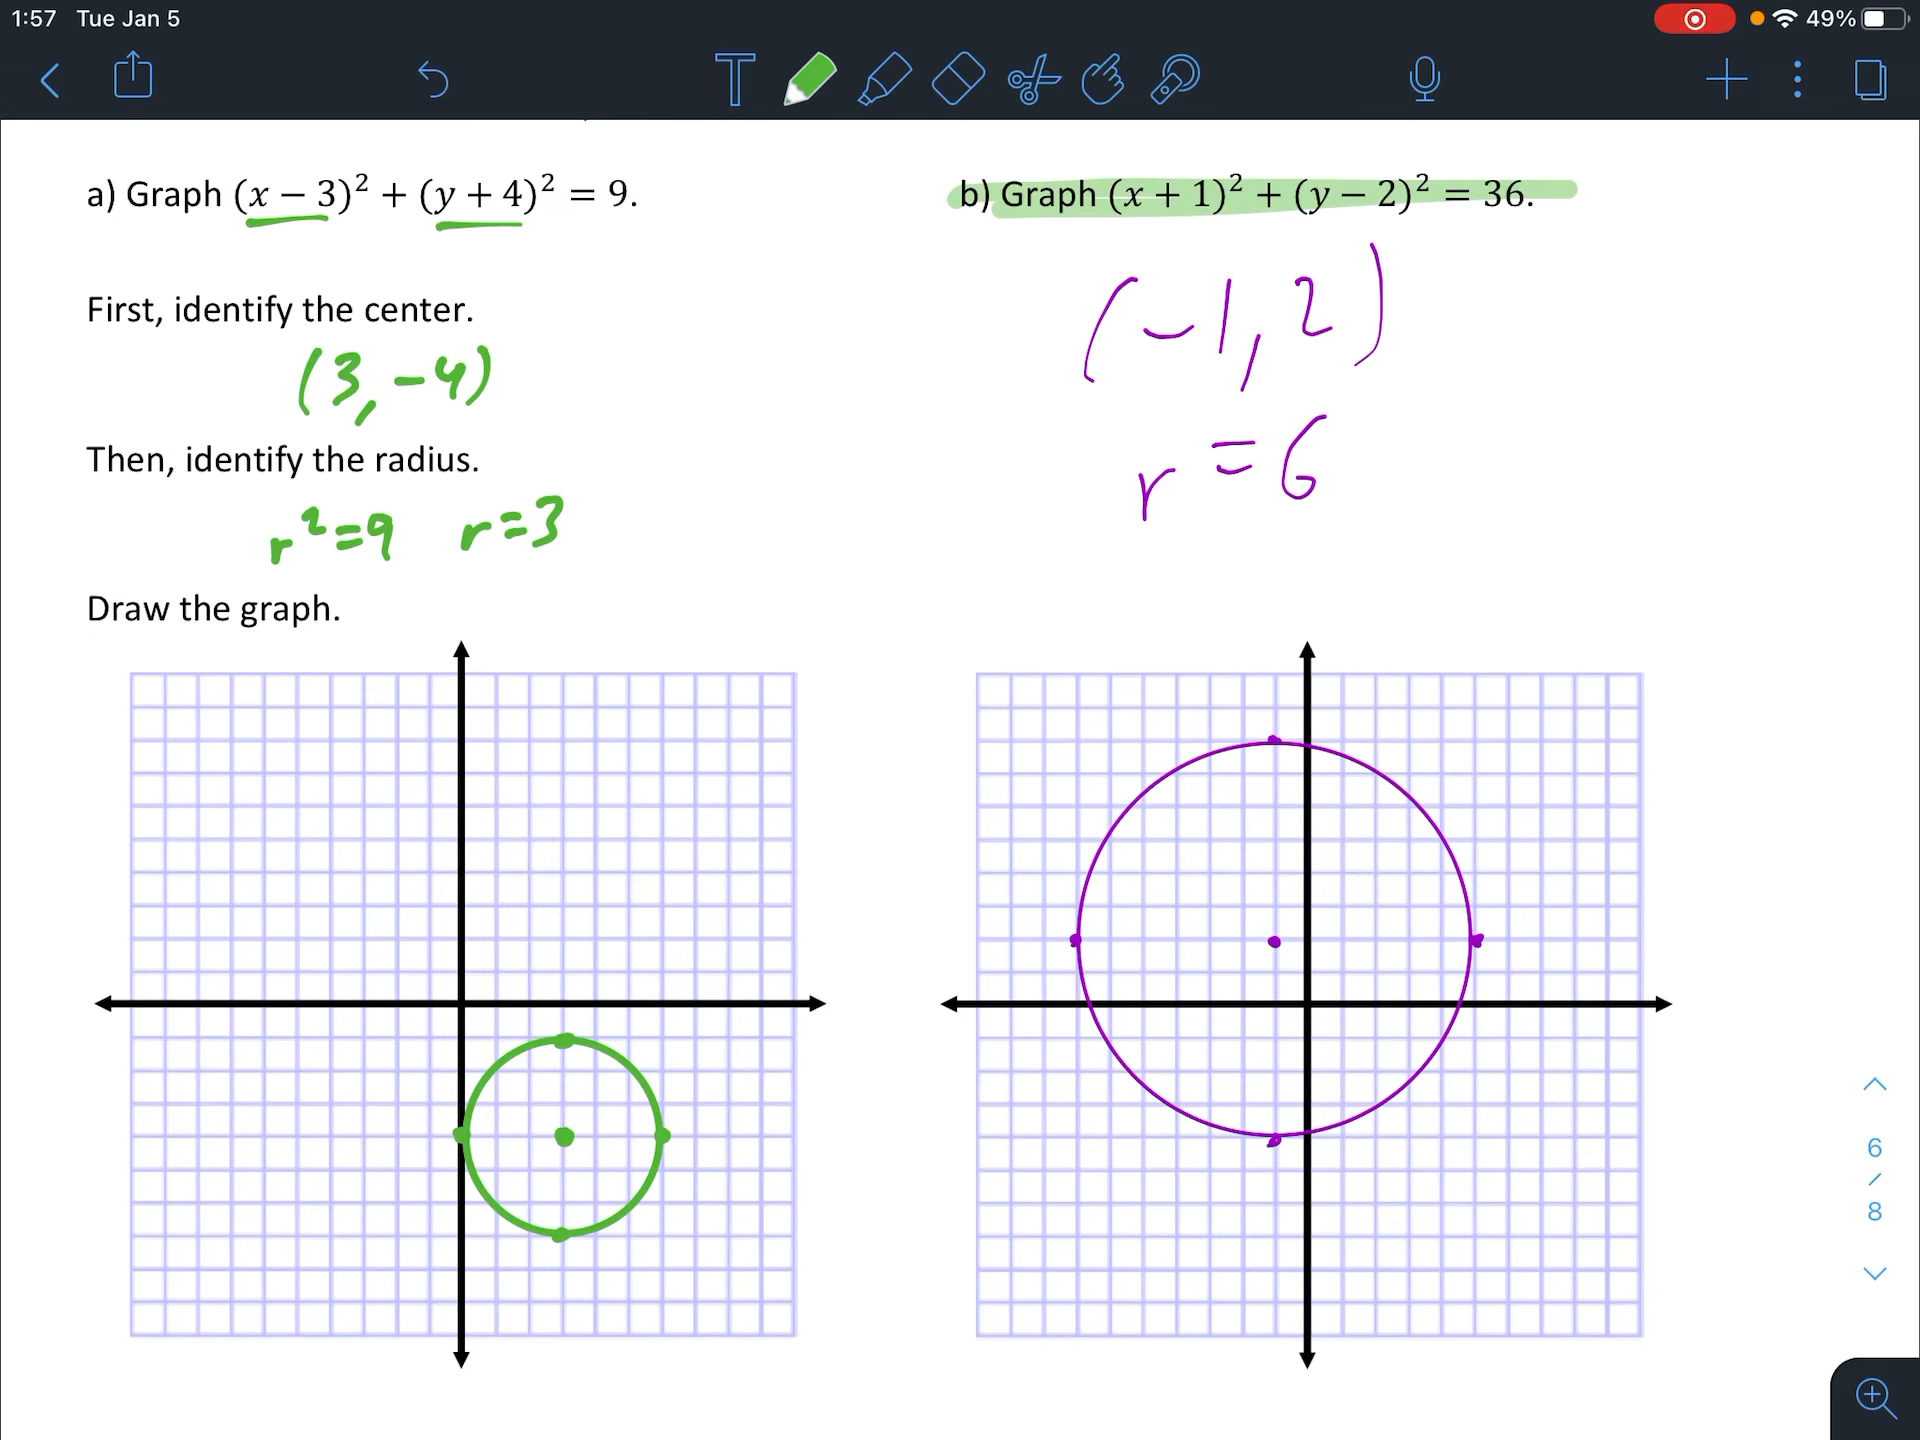 1:57 Tue Jan 5
49%
a) Graph (x − 3)² + (y + 4)² = 9.
First, identify the center.
(3, -4)
Then, identify the radius.
r²=9 r=3
Draw the graph.
b) Graph (x + 1)² + (y − 2)² = 36.
(-1, 2)
r = 6
6
/
8